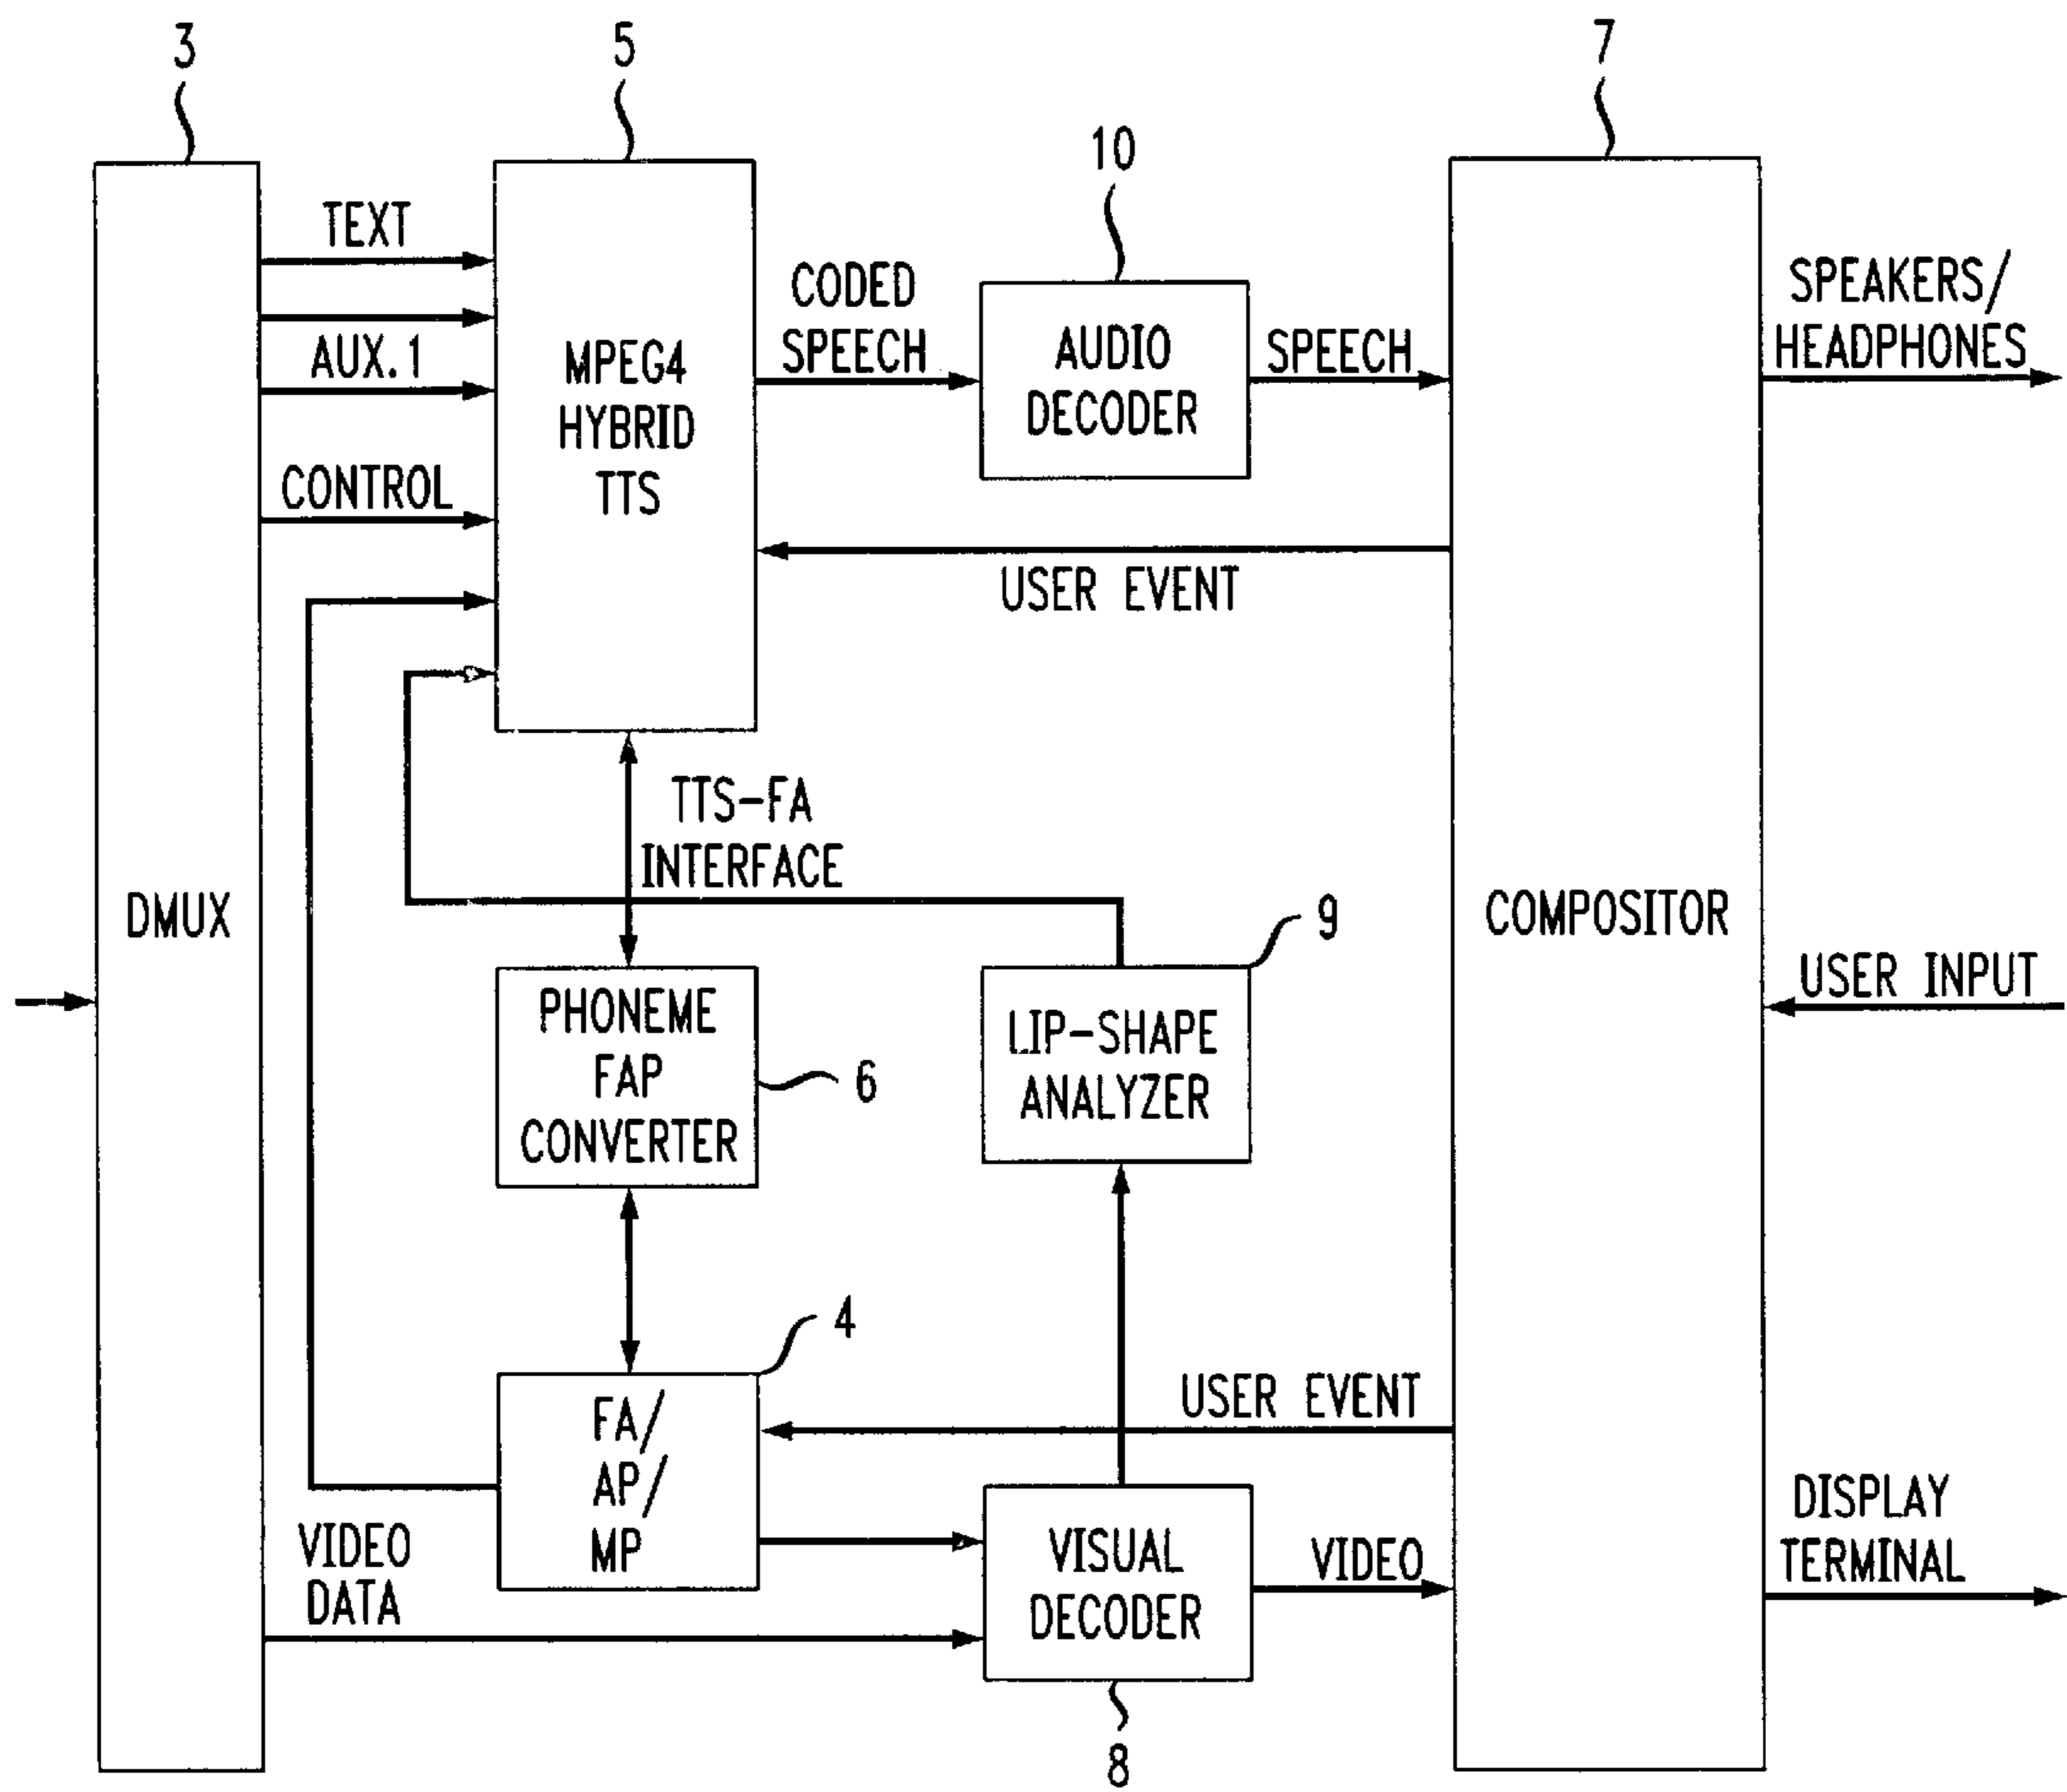 3
5
7
10
TEXT
AUX.1
CONTROL
MPEG4
HYBRID
TTS
CODED
SPEECH
AUDIO
DECODER
SPEECH
SPEAKERS/
HEADPHONES
USER EVENT
TTS-FA
INTERFACE
DMUX
COMPOSITOR
9
USER INPUT
PHONEME
FAP
CONVERTER
6
LIP-SHAPE
ANALYZER
4
FA/
AP/
MP
USER EVENT
VIDEO
DATA
VISUAL
DECODER
VIDEO
DISPLAY
TERMINAL
8